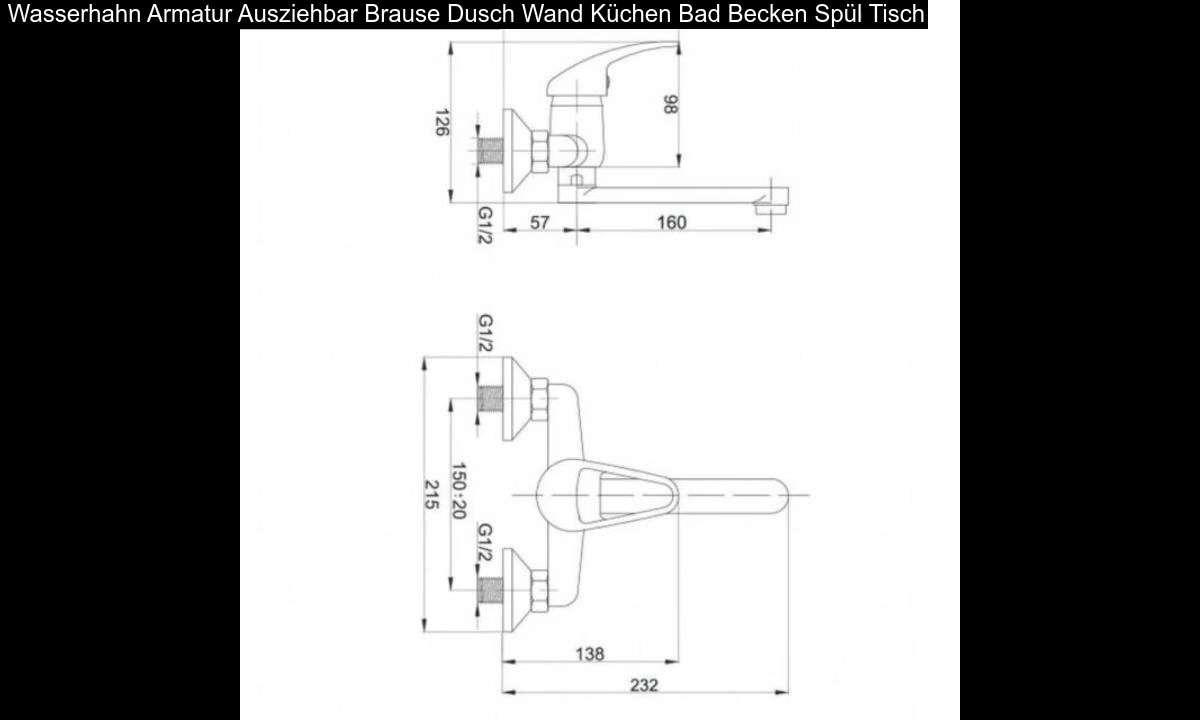 Wasserhahn Armatur Ausziehbar Brause Dusch Wand Küchen Bad Becken Spül Tisch
126
98
G1/2
57
160
G1/2
150÷20
215
G1/2
138
232